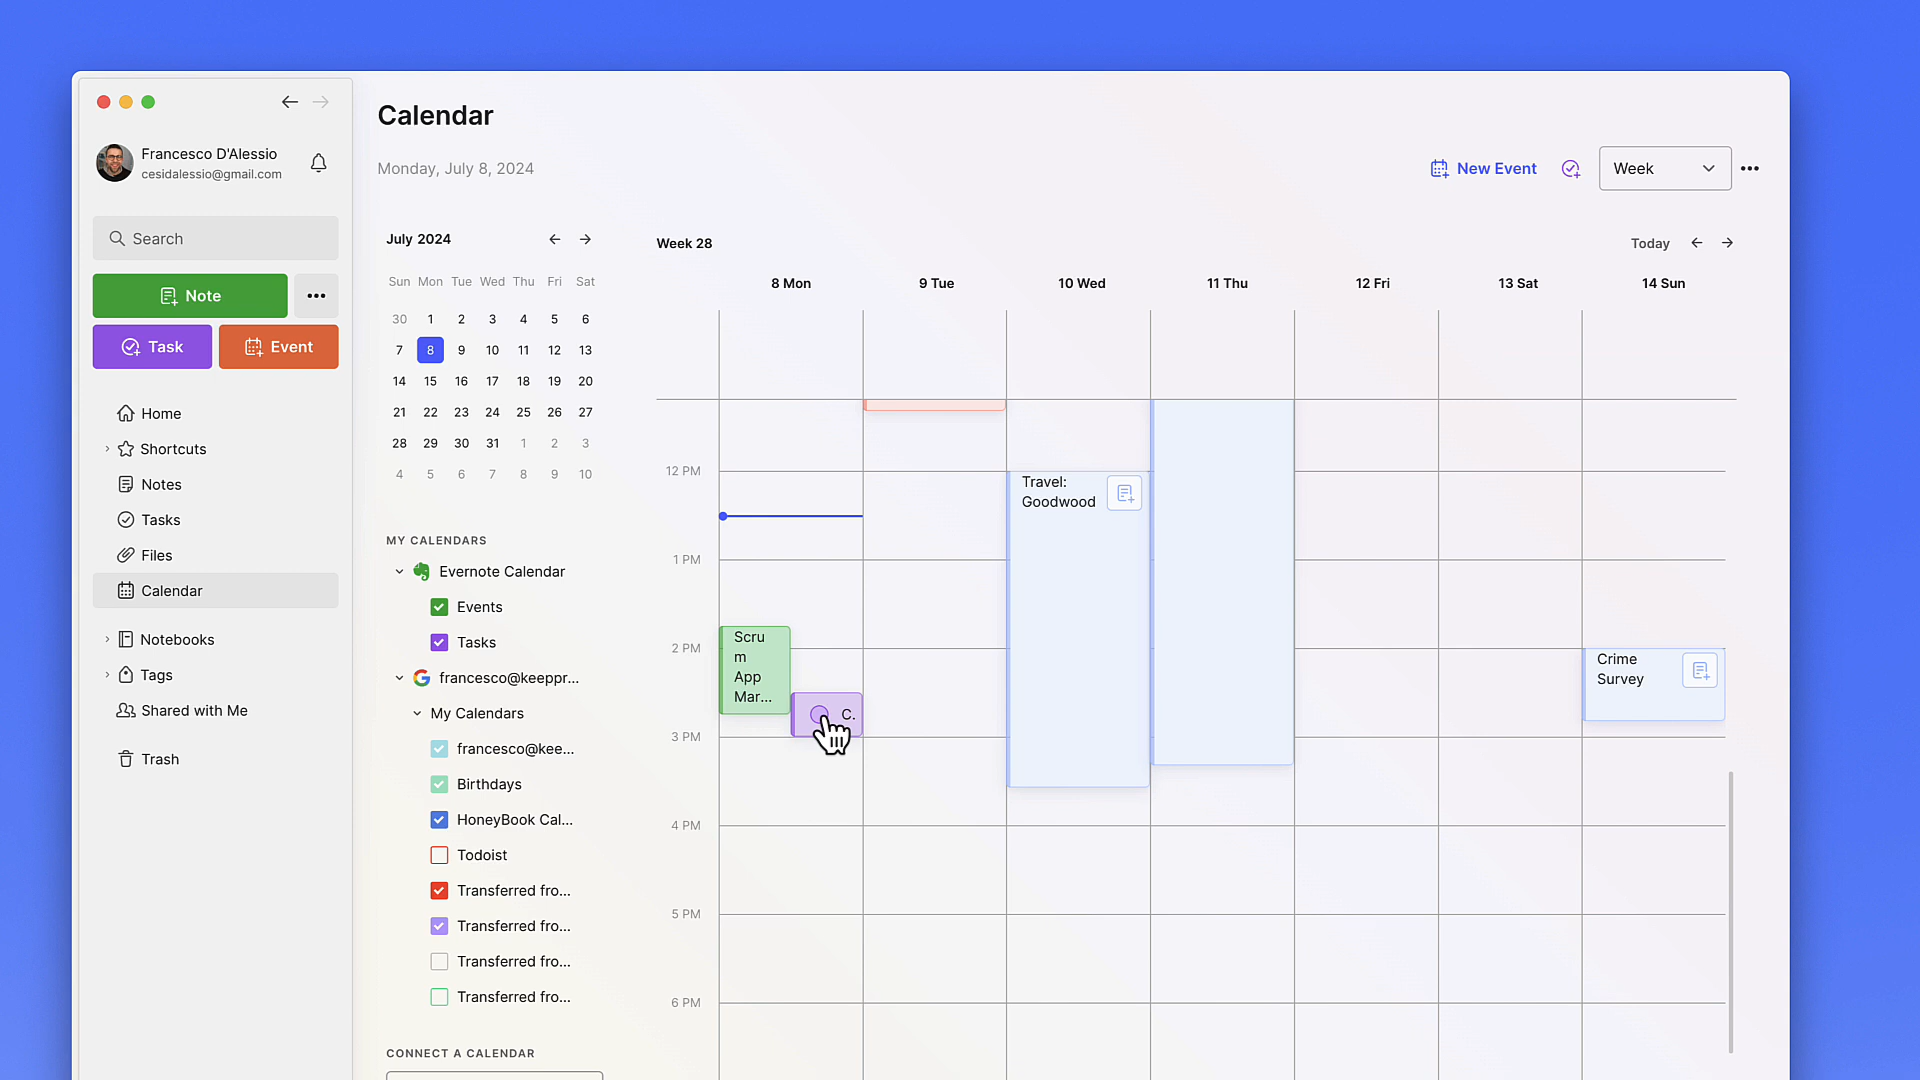 Francesco D'Alessio
cesidalessio@gmail.com
Search
Note
Task
Event
Home
Shortcuts
Notes
Tasks
Files
Calendar
Notebooks
Tags
Shared with Me
Trash
Calendar
Monday, July 8, 2024
New Event
Week
July 2024
Sun Mon Tue Wed Thu Fri Sat
30 1 2 3 4 5 6
7 8 9 10 11 12 13
14 15 16 17 18 19 20
21 22 23 24 25 26 27
28 29 30 31 1 2 3
4 5 6 7 8 9 10
MY CALENDARS
Evernote Calendar
Events
Tasks
francesco@keeppr...
My Calendars
francesco@kee...
Birthdays
HoneyBook Cal...
Todoist
Transferred fro...
Transferred fro...
Transferred fro...
Transferred fro...
CONNECT A CALENDAR
Week 28
Today
8 Mon 9 Tue 10 Wed 11 Thu 12 Fri 13 Sat 14 Sun
12 PM
1 PM
2 PM
3 PM
4 PM
5 PM
6 PM
Scru
m
App
Mar...
C.
Travel:
Goodwood
Crime
Survey